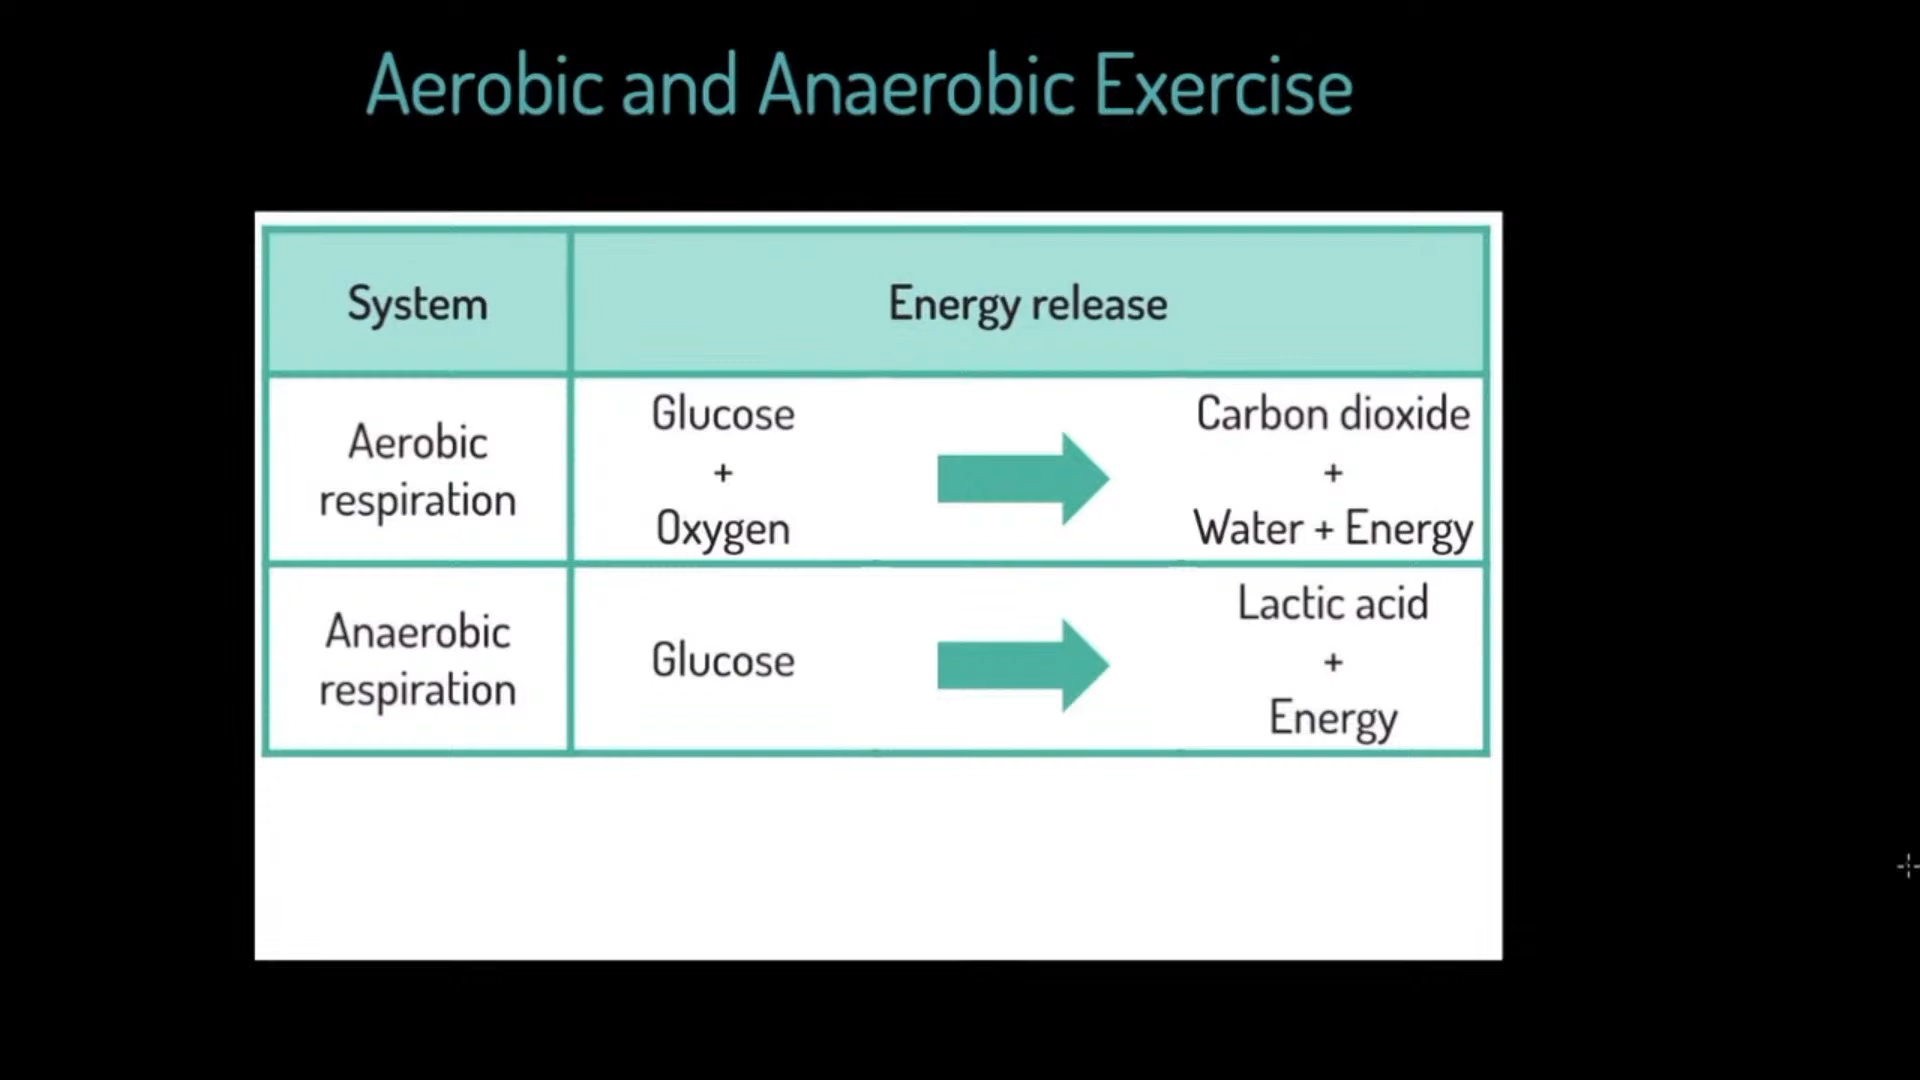 Aerobic and Anaerobic Exercise
System
Energy release
Aerobic
respiration
Glucose
+
Oxygen
Carbon dioxide
+
Water + Energy
Anaerobic
respiration
Glucose
Lactic acid
+
Energy